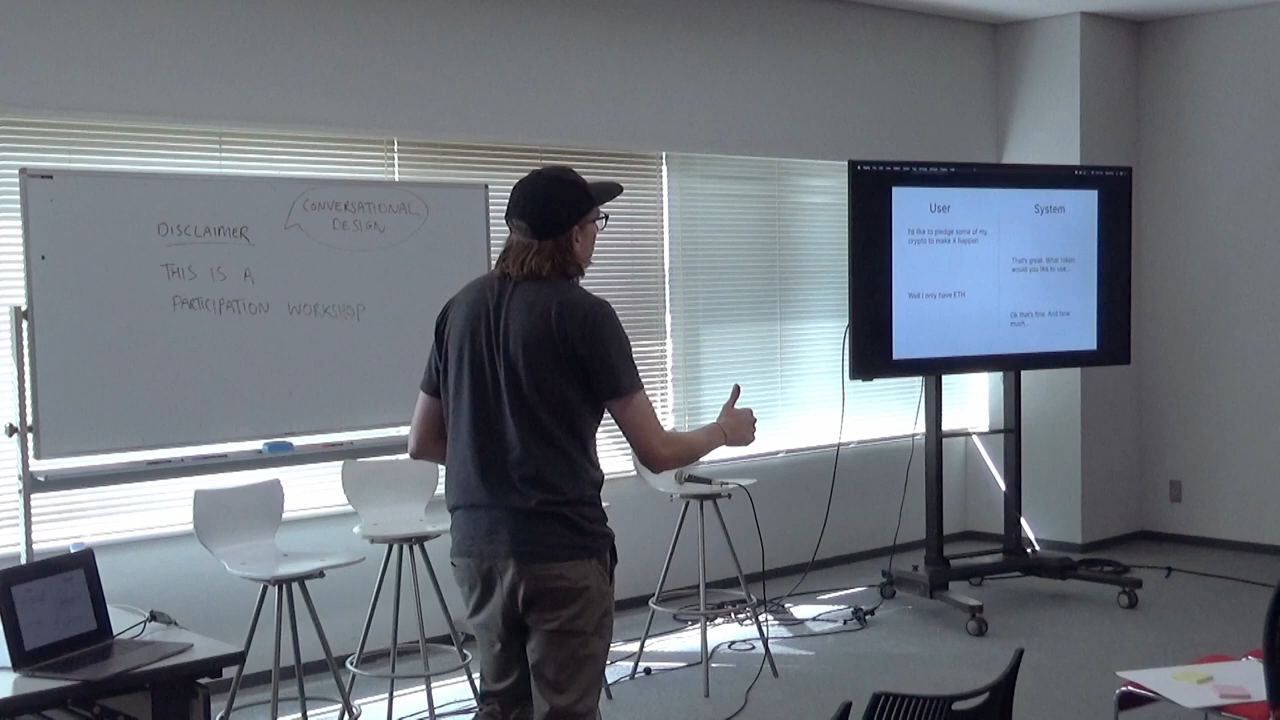 CONVERSATIONAL
DESIGN
DISCLAIMER
THIS IS A
PARTICIPATION WORKSHOP
User
System
I'd like to pledge some of my
crypto to make X happen
That's great. What token
would you like to use...
Well I only have ETH
Ok that's fine. And how
much...